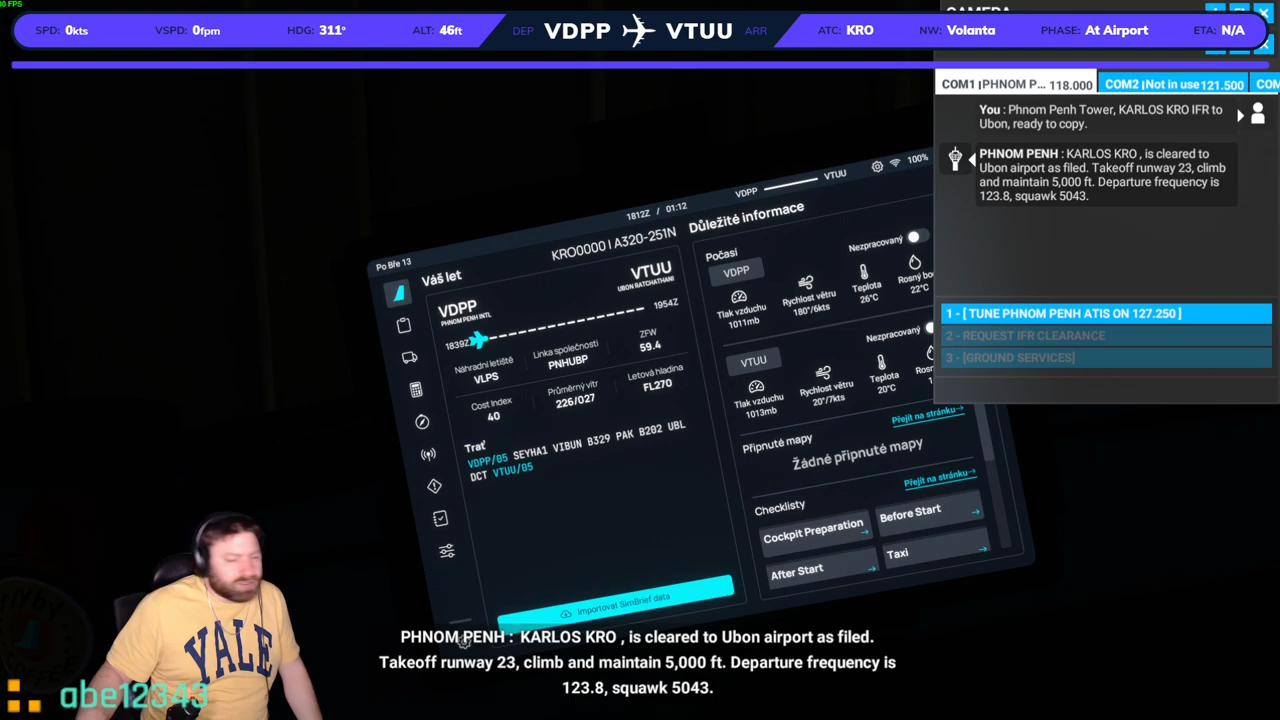 30 FPS
SPD: 0kts
VSPD: 0fpm
HDG: 311°
ALT: 46ft
DEP VDPP VTUU ARR
ATC: KRO
NW: Volanta
PHASE: At Airport
ETA: N/A
COM1 |PHNOM P... 118.000
COM2 |Not in use 121.500
COM
You : Phnom Penh Tower, KARLOS KRO IFR to
Ubon, ready to copy.
PHNOM PENH : KARLOS KRO , is cleared to
Ubon airport as filed. Takeoff runway 23, climb
and maintain 5,000 ft. Departure frequency is
123.8, squawk 5043.
1 - [ TUNE PHNOM PENH ATIS ON 127.250 ]
2 - REQUEST IFR CLEARANCE
3 - [GROUND SERVICES]
Po Bře 13
1812Z / 01:12
VDPP VTUU
100%
Váš let
KRO0000 | A320-251N
VDPP
PHNOM PENH INTL
VTUU
UBON RATCHATHANI
1839Z
1954Z
Náhradní letiště
VLPS
Linka společnosti
PNHUBP
ZFW
59.4
Cost Index
40
Průměrný vítr
226/027
Letová hladina
FL270
Trať
VDPP/05 SEYHA1 VIBUN B329 PAK B202 UBL
DCT VTUU/05
Importovat SimBrief data
Důležité informace
Počasí
Nezpracovaný
VDPP
Tlak vzduchu
1011mb
Rychlost větru
180°/6kts
Teplota
26°C
Rosný bo
22°C
Nezpracovaný
VTUU
Tlak vzduchu
1013mb
Rychlost větru
20°/7kts
Teplota
20°C
Připnuté mapy
Přejít na stránku
Žádné připnuté mapy
Checklisty
Přejít na stránku
Cockpit Preparation
Before Start
After Start
Taxi
PHNOM PENH : KARLOS KRO , is cleared to Ubon airport as filed.
Takeoff runway 23, climb and maintain 5,000 ft. Departure frequency is
123.8, squawk 5043.
YALE
abe12343